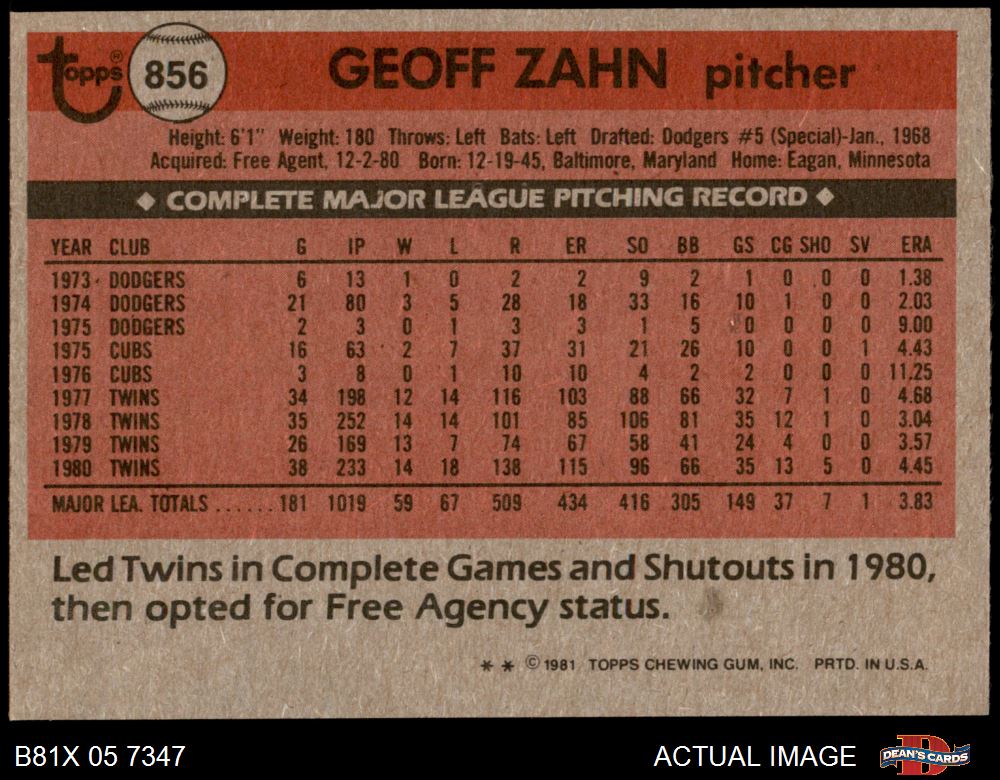 topps® 856 GEOFF ZAHN pitcher
Height: 6'1" Weight: 180 Throws: Left Bats: Left Drafted: Dodgers #5 (Special)-Jan., 1968
Acquired: Free Agent, 12-2-80 Born: 12-19-45, Baltimore, Maryland Home: Eagan, Minnesota
◆ COMPLETE MAJOR LEAGUE PITCHING RECORD ◆
YEAR CLUB G IP W L R ER SO BB GS CG SHO SV ERA
1973 DODGERS 6 13 1 0 2 2 9 2 1 0 0 0 1.38
1974 DODGERS 21 80 3 5 28 18 33 16 10 1 0 0 2.03
1975 DODGERS 2 3 0 1 3 3 1 5 0 0 0 0 9.00
1975 CUBS 16 63 2 7 37 31 21 26 10 0 0 1 4.43
1976 CUBS 3 8 0 1 10 10 4 2 2 0 0 0 11.25
1977 TWINS 34 198 12 14 116 103 88 66 32 7 1 0 4.68
1978 TWINS 35 252 14 14 101 85 106 81 35 12 1 0 3.04
1979 TWINS 26 169 13 7 74 67 58 41 24 4 0 0 3.57
1980 TWINS 38 233 14 18 138 115 96 66 35 13 5 0 4.45
MAJOR LEA. TOTALS ...... 181 1019 59 67 509 434 416 305 149 37 7 1 3.83
Led Twins in Complete Games and Shutouts in 1980,
then opted for Free Agency status.
** ©1981 TOPPS CHEWING GUM, INC. PRTD. IN U.S.A.
B81X 05 7347 ACTUAL IMAGE DEAN'S CARDS